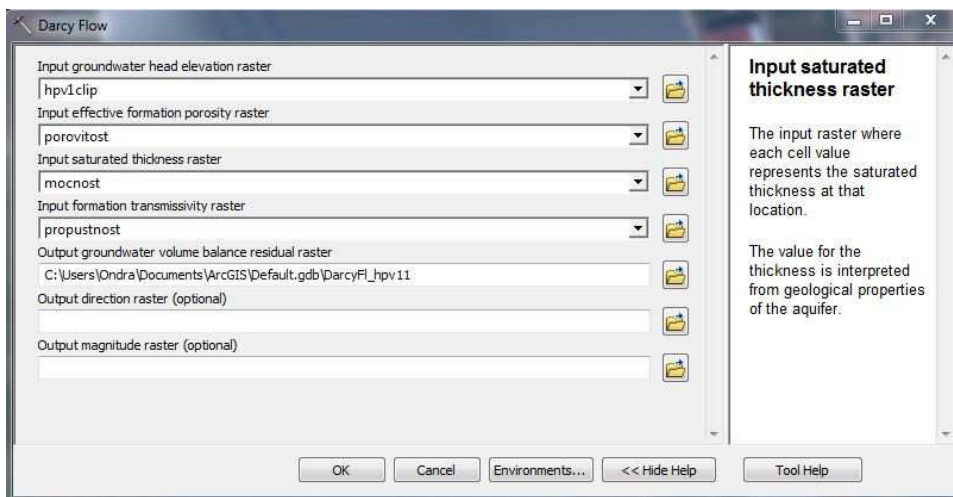 Darcy Flow
Input groundwater head elevation raster
hpv1clip
Input effective formation porosity raster
porovitost
Input saturated thickness raster
mocnost
Input formation transmissivity raster
propustnost
Output groundwater volume balance residual raster
C:\Users\Ondra\Documents\ArcGIS\Default.gdb\DarcyFl_hpv11
Output direction raster (optional)
Output magnitude raster (optional)
OK
Cancel
Environments...
<< Hide Help
Input saturated
thickness raster
The input raster where
each cell value
represents the saturated
thickness at that
location.
The value for the
thickness is interpreted
from geological properties
of the aquifer.
Tool Help